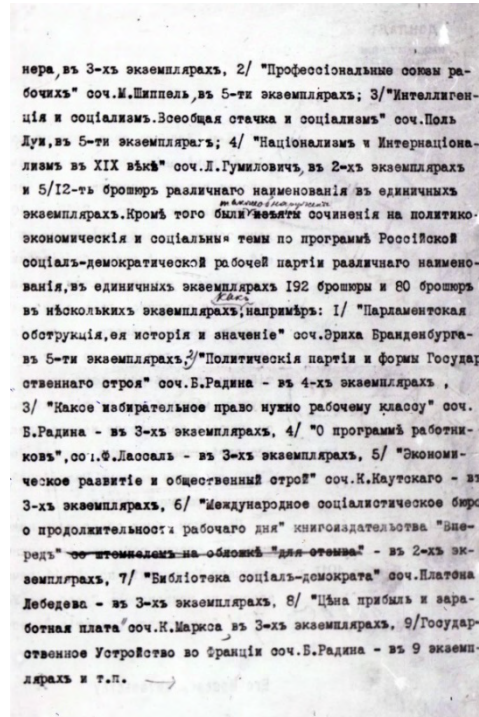 нера, въ 3-хъ экземплярахъ, 2/ "Профессіональные союзы ра-
бочихъ" соч.М.Шиппель, въ 5-ти экземплярахъ; 3/"Интеллиген-
ція и соціализмъ.Всеобщая стачка и соціализмъ" соч.Поль
Луи,въ 5-ти экземплярагъ; 4/ "Націонализмъ и Интернаціона-
лизмъ въ XIX вѣкѣ" соч.Л.Гумиловичъ, въ 2-хъ экземплярахъ
и 5/12-ть брошюръ различнаго наименованія въ единичныхъ
экземплярахъ.Кромѣ того были взяты сочиненія на политико-
экономическія и соціальныя темы по программѣ Россійской
соціалъ-демократической рабочей партіи различнаго наимено-
ванія,въ единичныхъ экземплярахъ 192 брошюры и 80 брошюръ
какъ
въ нѣсколькихъ экземплярахъ, напримѣръ: 1/ "Парламентская
обструкція,ея исторія и значеніе" соч.Эриха Бранденбурга-
въ 5-ти экземплярахъ, 2/"Политическія партіи и формы Государ
ственнаго строя" соч.Б.Радина - въ 4-хъ экземплярахъ ,
3/ "Какое избирательное право нужно рабочему классу" соч.
Б.Радина - въ 3-хъ экземплярахъ, 4/ "О программѣ работни-
ковъ",соч.Ф.Лассаль - въ 3-хъ экземплярахъ, 5/ "Экономи-
ческое развитіе и общественный строй" соч.К.Каутскаго - въ
3-хъ экземплярахъ, 6/ "Международное соціалистическое бюро
о продолжительности рабочаго дня" книгоиздательства "Впе-
редъ" со штемпелемъ на обложкѣ "для отзыва" - въ 2-хъ эк-
земплярахъ, 7/ "Библіотека соціалъ-демократа" соч.Платона
Лебедева - въ 3-хъ экземплярахъ, 8/ "Цѣна прибыль и зара-
ботная плата" соч.К.Маркса въ 3-хъ экземплярахъ, 9/Государ-
ственное Устройство во Франціи соч.Б.Радина - въ 9 экземп-
лярахъ и т.п.